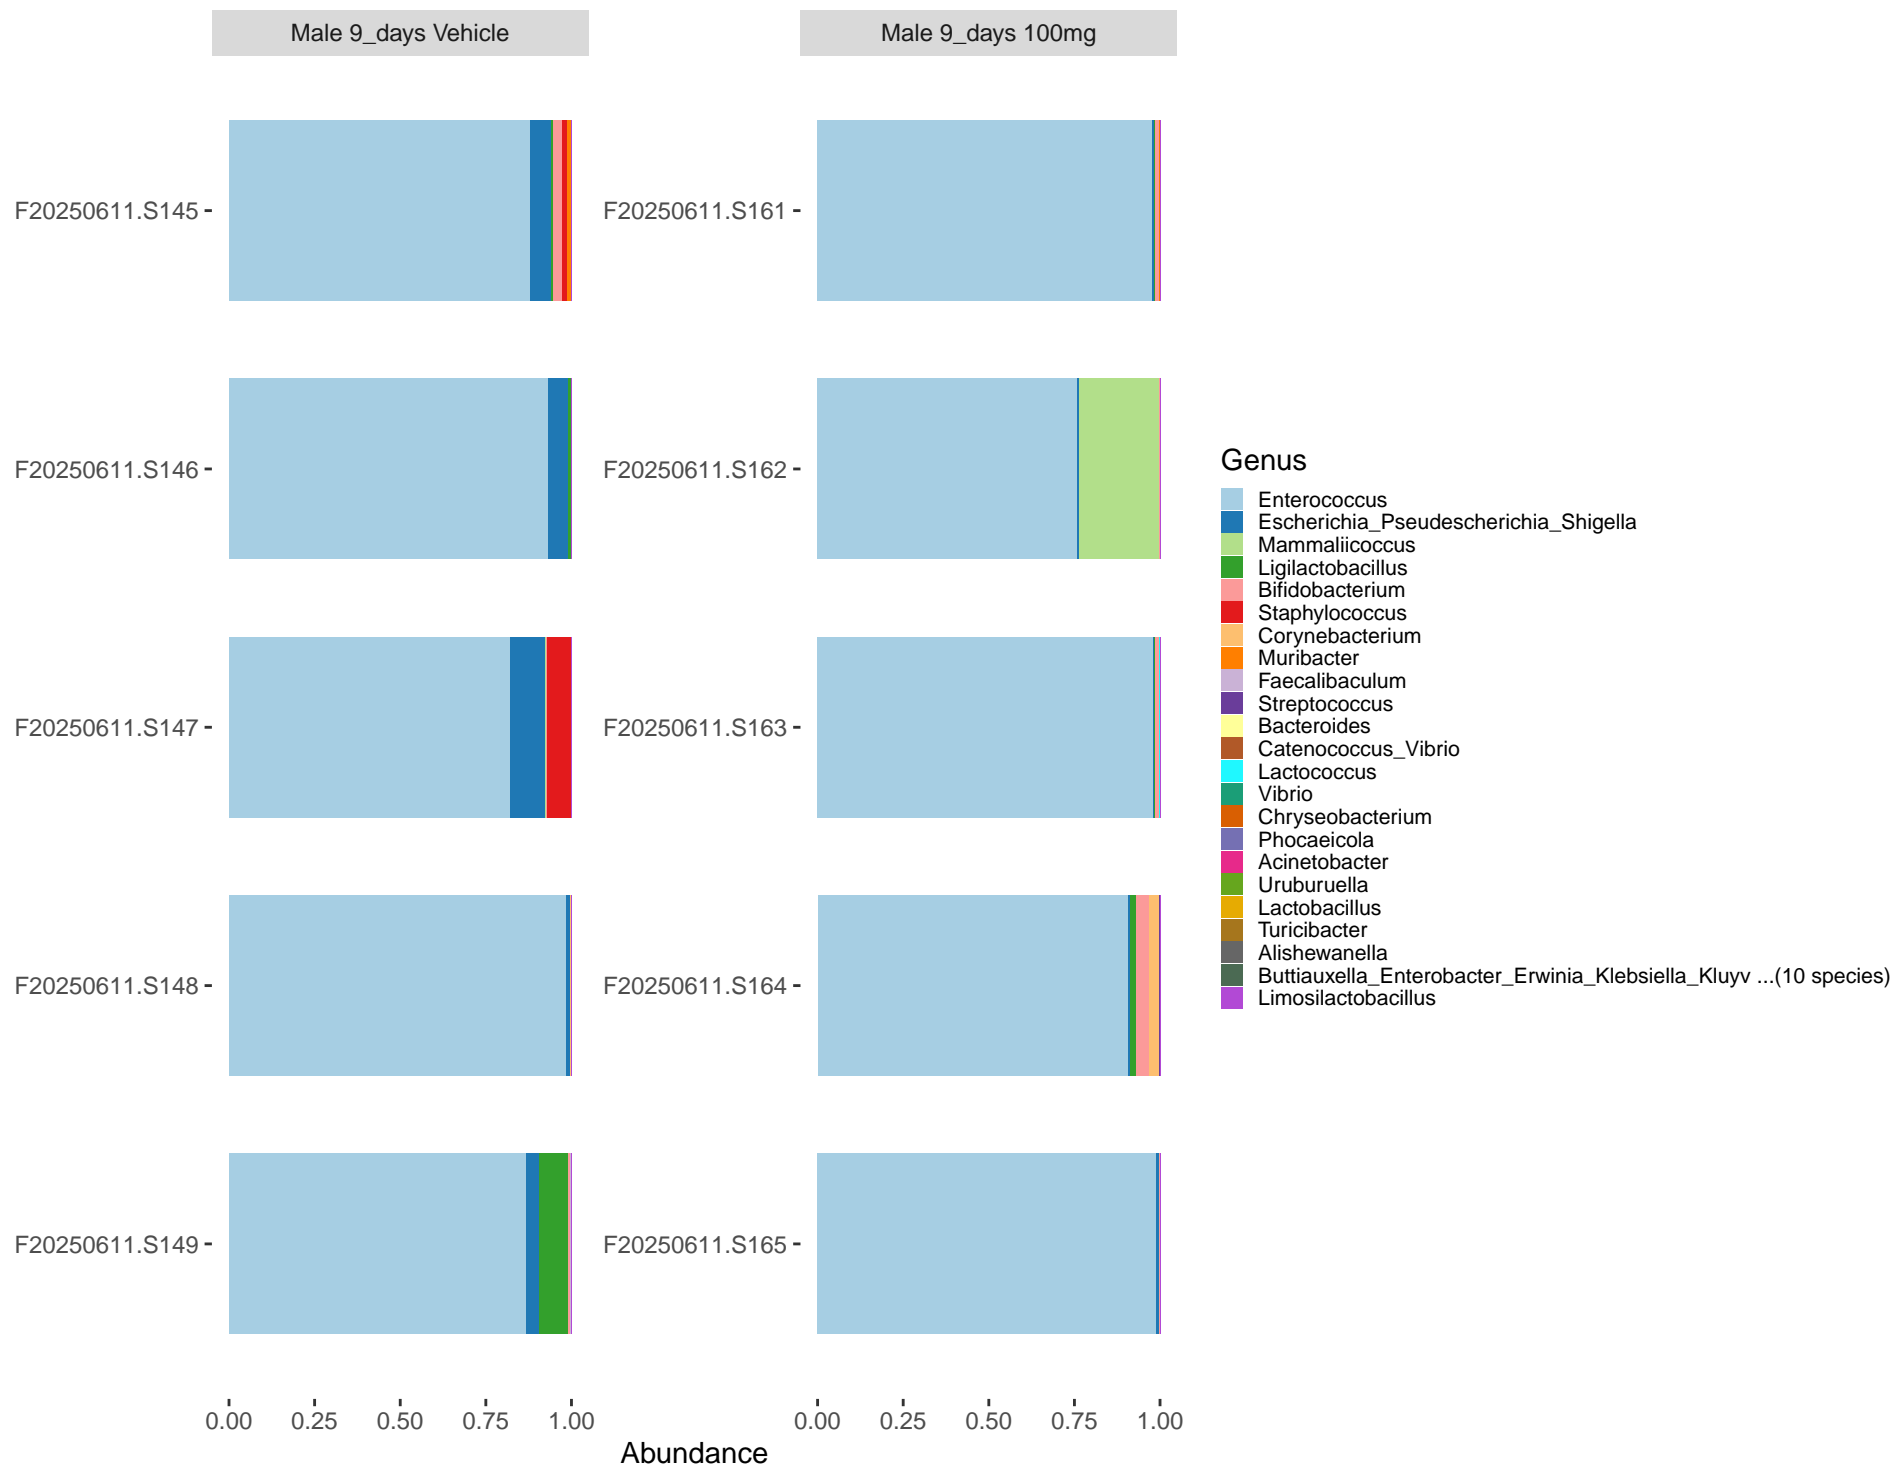 Male 9_days Vehicle
Male 9_days 100mg
F20250611.S145
F20250611.S161
F20250611.S146
F20250611.S162
F20250611.S147
F20250611.S163
F20250611.S148
F20250611.S164
F20250611.S149
F20250611.S165
0.00 0.25 0.50 0.75 1.00
0.00 0.25 0.50 0.75 1.00
Abundance
Genus
Enterococcus
Escherichia_Pseudescherichia_Shigella
Mammaliicoccus
Ligilactobacillus
Bifidobacterium
Staphylococcus
Corynebacterium
Muribacter
Faecalibaculum
Streptococcus
Bacteroides
Catenococcus_Vibrio
Lactococcus
Vibrio
Chryseobacterium
Phocaeicola
Acinetobacter
Uruburuella
Lactobacillus
Turicibacter
Alishewanella
Buttiauxella_Enterobacter_Erwinia_Klebsiella_Kluyv ...(10 species)
Limosilactobacillus